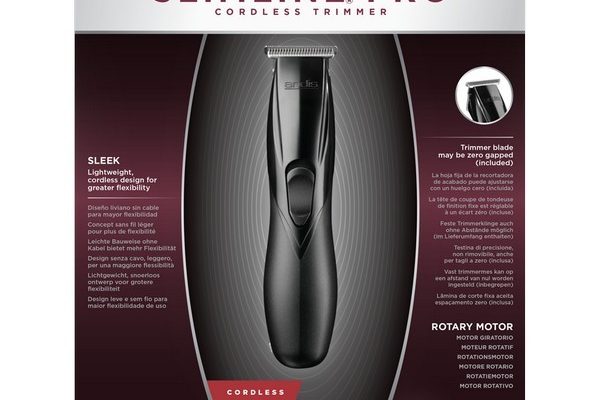 SLIMLINE® PRO
CORDLESS TRIMMER
andis
SLEEK
Lightweight,
cordless design for
greater flexibility
Diseño liviano sin cable
para mayor flexibilidad
Concept sans fil léger
pour plus de flexibilité
Leichte Bauweise ohne
Kabel bietet mehr Flexibilität
Design senza cavo, leggero,
per una maggiore flessibilità
Lichtgewicht, snoerloos
ontwerp voor grotere
flexibiliteit
Design leve e sem fio para
maior flexibilidade de uso
Trimmer blade
may be zero gapped
(included)
La hoja fija de la recortadora
de acabado puede ajustarse
con un huelgo cero (incluida)
La tête de coupe de tondeuse
de finition fixe est réglable
à un écart zéro (incluse)
Feste Trimmerklinge auch
ohne Abstände möglich
(im Lieferumfang enthalten)
Testina di precisione,
non rimovibile, anche
per tagli a zero (inclusa)
Vast trimmermes kan op
een afstand van nul worden
ingesteld (inbegrepen)
Lâmina de corte fixa aceita
espaçamento zero (incluída)
ROTARY MOTOR
MOTOR GIRATORIO
MOTEUR ROTATIF
ROTATIONSMOTOR
MOTORE ROTARIO
ROTATIEMOTOR
MOTOR ROTATIVO
CORDLESS